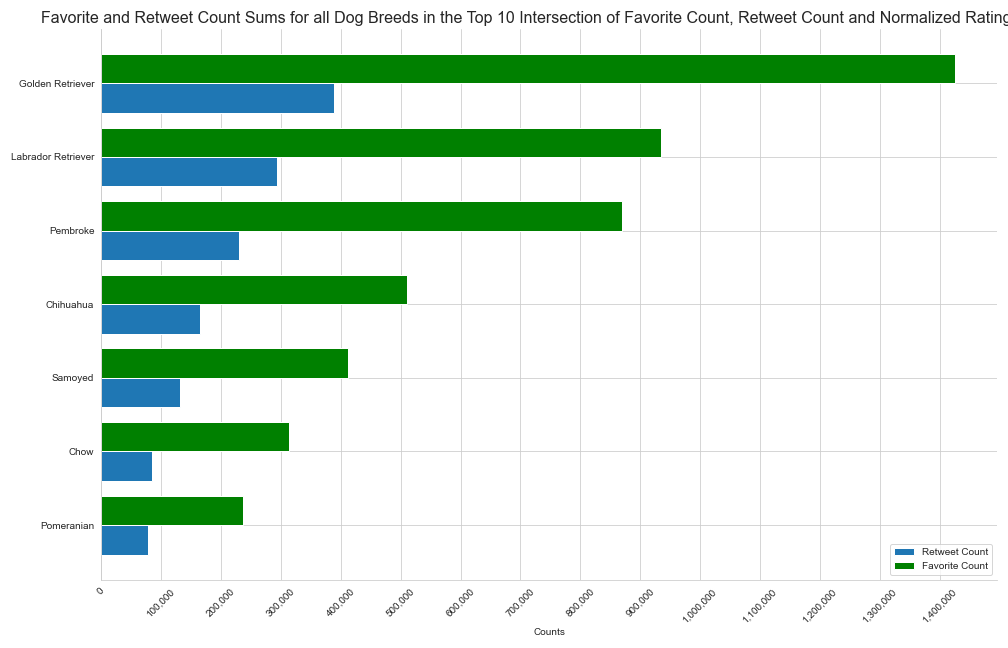 Favorite and Retweet Count Sums for all Dog Breeds in the Top 10 Intersection of Favorite Count, Retweet Count and Normalized Rating
Golden Retriever
Labrador Retriever
Pembroke
Chihuahua
Samoyed
Chow
Pomeranian
Retweet Count
Favorite Count
0
100,000
200,000
300,000
400,000
500,000
600,000
700,000
800,000
900,000
1,000,000
1,100,000
1,200,000
1,300,000
1,400,000
Counts